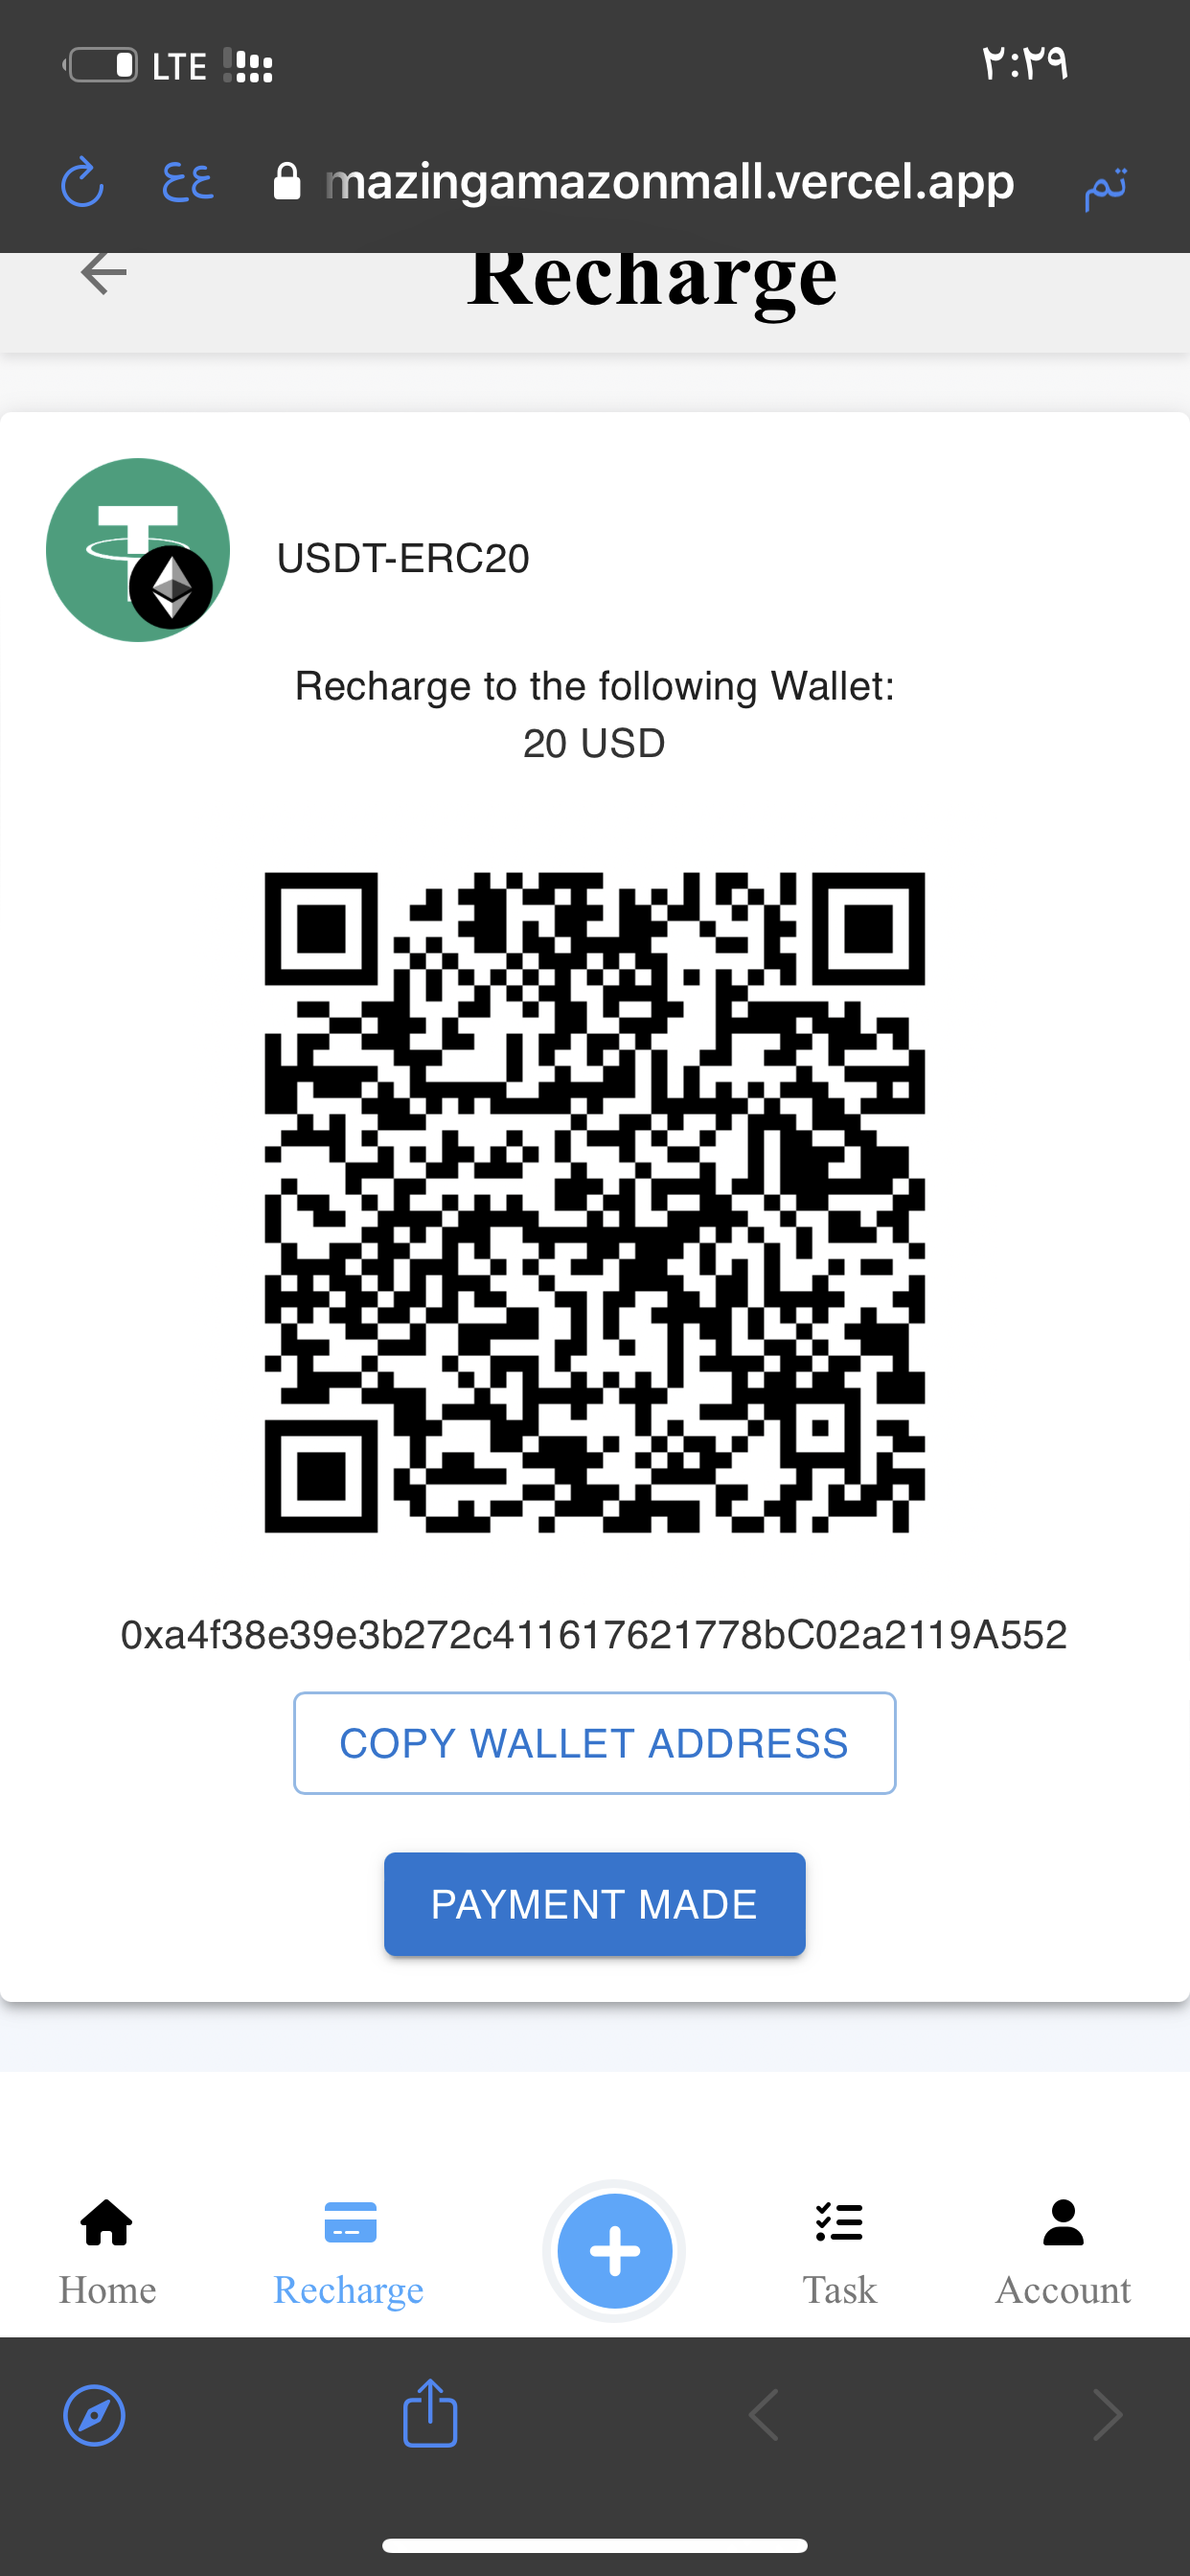 LTE ٢:٢٩
عع mazingamazonmall.vercel.app تم
Recharge
USDT-ERC20
Recharge to the following Wallet:
20 USD
0xa4f38e39e3b272c411617621778bC02a2119A552
COPY WALLET ADDRESS
PAYMENT MADE
Home Recharge Task Account